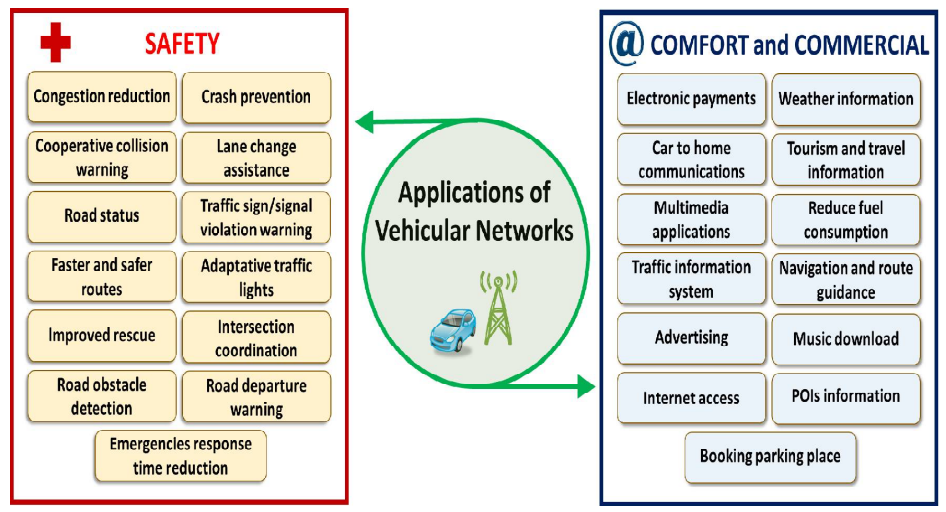 SAFETY
Congestion reduction
Crash prevention
Cooperative collision
warning
Lane change
assistance
Road status
Traffic sign/signal
violation warning
Faster and safer
routes
Adaptative traffic
lights
Improved rescue
Intersection
coordination
Road obstacle
detection
Road departure
warning
Emergencies response
time reduction
Applications of
Vehicular Networks
@ COMFORT and COMMERCIAL
Electronic payments
Weather information
Car to home
communications
Tourism and travel
information
Multimedia
applications
Reduce fuel
consumption
Traffic information
system
Navigation and route
guidance
Advertising
Music download
Internet access
POIs information
Booking parking place